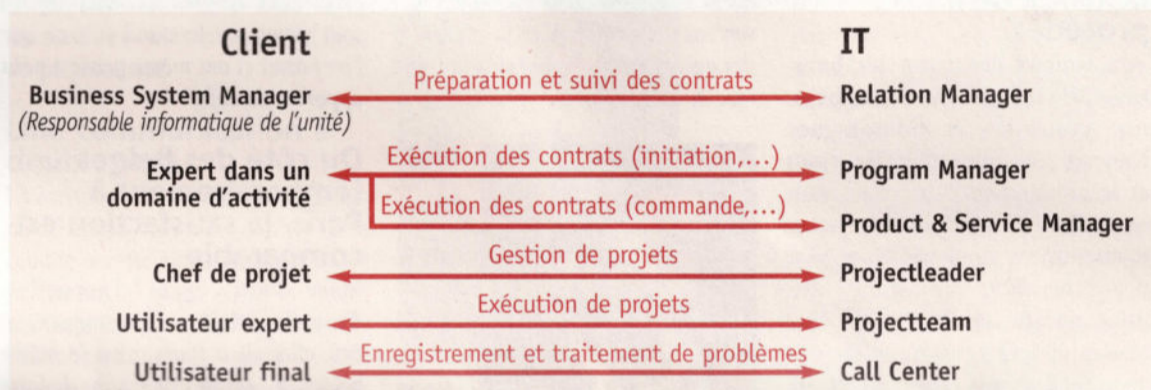 Client IT
Business System Manager Préparation et suivi des contrats Relation Manager
(Responsable informatique de l'unité)
Expert dans un Exécution des contrats (initiation,...) Program Manager
domaine d'activité
Exécution des contrats (commande,...) Product & Service Manager
Chef de projet Gestion de projets Projectleader
Utilisateur expert Exécution de projets Projectteam
Utilisateur final Enregistrement et traitement de problèmes Call Center